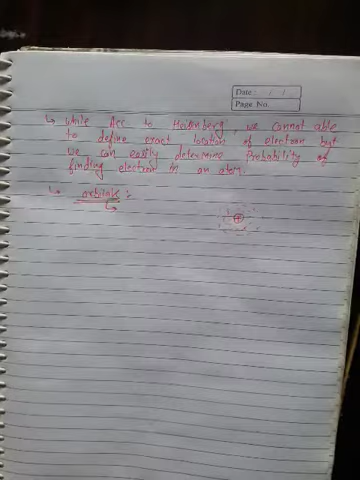 Date : / /
Page No.
↳ while Acc to Heisenberg, we cannot able
to define exact location of electron but
we can easily determine Probability of
finding electron in an atom.
↳ orbitals :-
↳
+